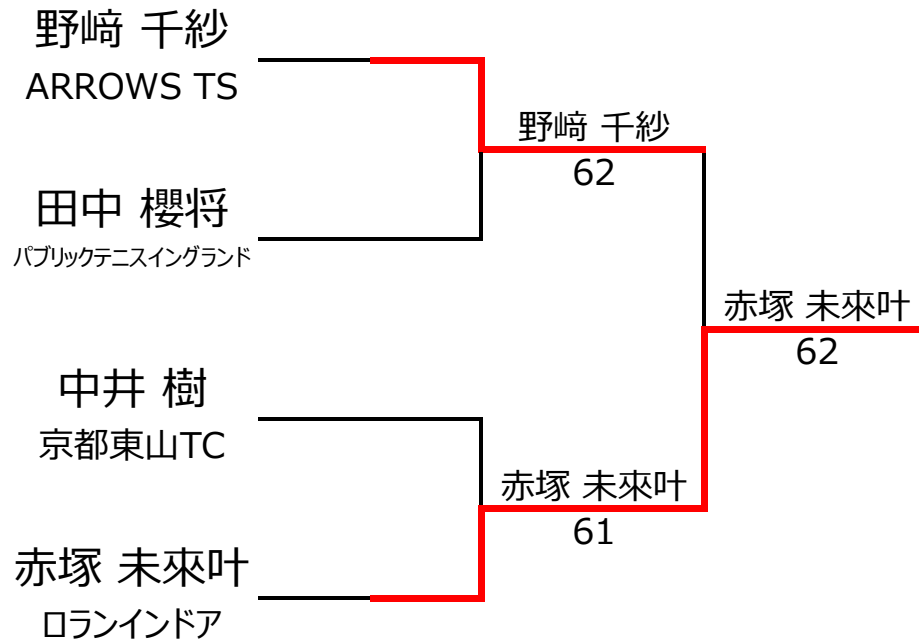 野﨑 千紗
ARROWS TS
野﨑 千紗
62
田中 櫻将
パブリックテニスイングランド
赤塚 未來叶
62
中井 樹
京都東山TC
赤塚 未來叶
61
赤塚 未來叶
ロランインドア